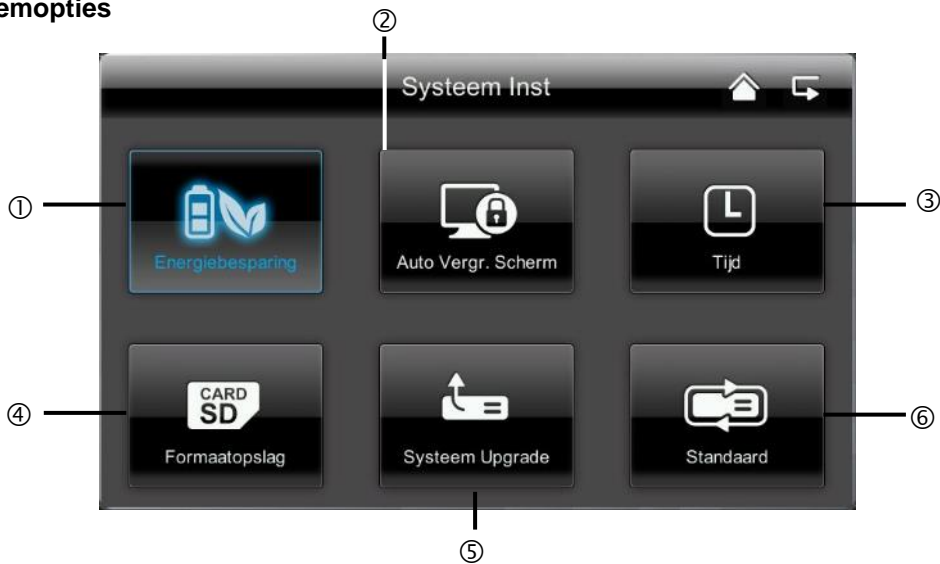 emopties
②
Systeem Inst
① ③
Energiebesparing Auto Vergr. Scherm Tijd
CARD
SD
④ ⑥
Formaatopslag Systeem Upgrade Standaard
⑤